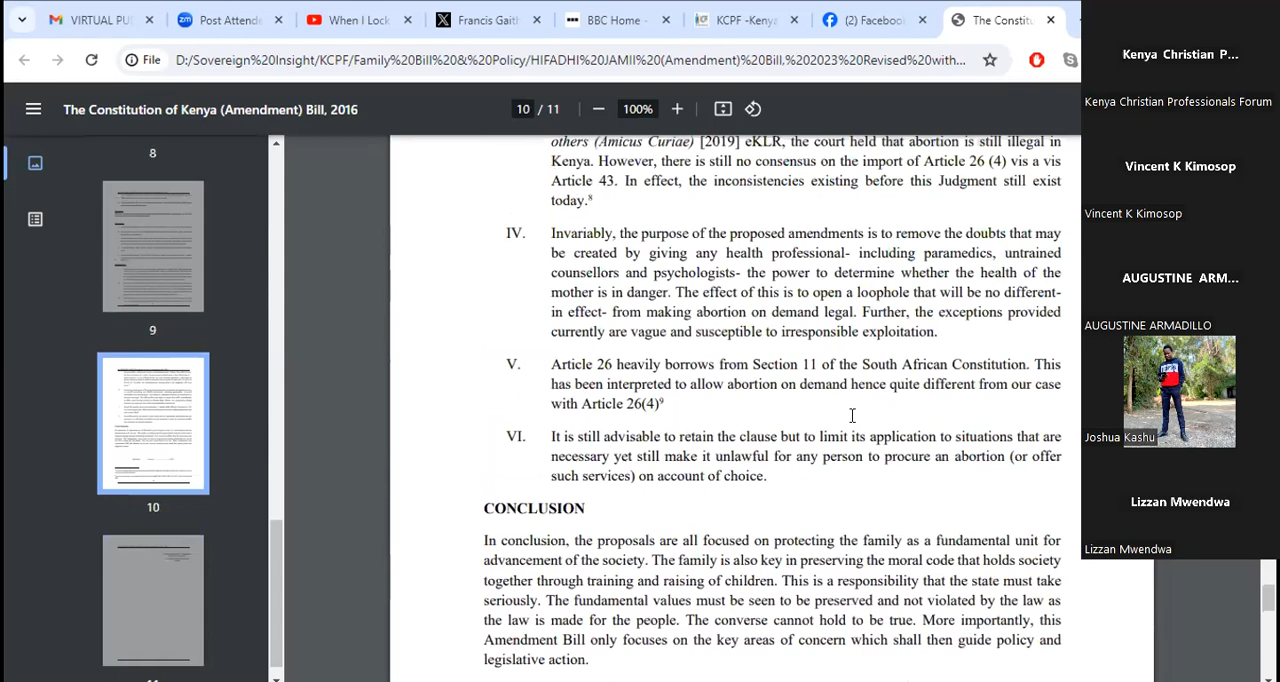 VIRTUAL PU
Post Attende
When I Lock
Francis Gaith
BBC Home -
KCPF -Kenya
(2) Facebook
The Constitu
File
D:/Sovereign%20Insight/KCPF/Family%20Bill%20&%20Policy/HIFADHI%20JAMII%20(Amendment)%20Bill,%202023%20Revised%20with...
The Constitution of Kenya (Amendment) Bill, 2016
10 / 11
100%
8
9
10
others (Amicus Curiae) [2019] eKLR, the court held that abortion is still illegal in
Kenya. However, there is still no consensus on the import of Article 26 (4) vis a vis
Article 43. In effect, the inconsistencies existing before this Judgment still exist
today.⁸
IV. Invariably, the purpose of the proposed amendments is to remove the doubts that may
be created by giving any health professional- including paramedics, untrained
counsellors and psychologists- the power to determine whether the health of the
mother is in danger. The effect of this is to open a loophole that will be no different-
in effect- from making abortion on demand legal. Further, the exceptions provided
currently are vague and susceptible to irresponsible exploitation.
V. Article 26 heavily borrows from Section 11 of the South African Constitution. This
has been interpreted to allow abortion on demand hence quite different from our case
with Article 26(4)⁹
VI. It is still advisable to retain the clause but to limit its application to situations that are
necessary yet still make it unlawful for any person to procure an abortion (or offer
such services) on account of choice.
CONCLUSION
In conclusion, the proposals are all focused on protecting the family as a fundamental unit for
advancement of the society. The family is also key in preserving the moral code that holds society
together through training and raising of children. This is a responsibility that the state must take
seriously. The fundamental values must be seen to be preserved and not violated by the law as
the law is made for the people. The converse cannot hold to be true. More importantly, this
Amendment Bill only focuses on the key areas of concern which shall then guide policy and
legislative action.
Kenya Christian P...
Kenya Christian Professionals Forum
Vincent K Kimosop
Vincent K Kimosop
AUGUSTINE ARM...
AUGUSTINE ARMADILLO
Joshua Kashu
Lizzan Mwendwa
Lizzan Mwendwa